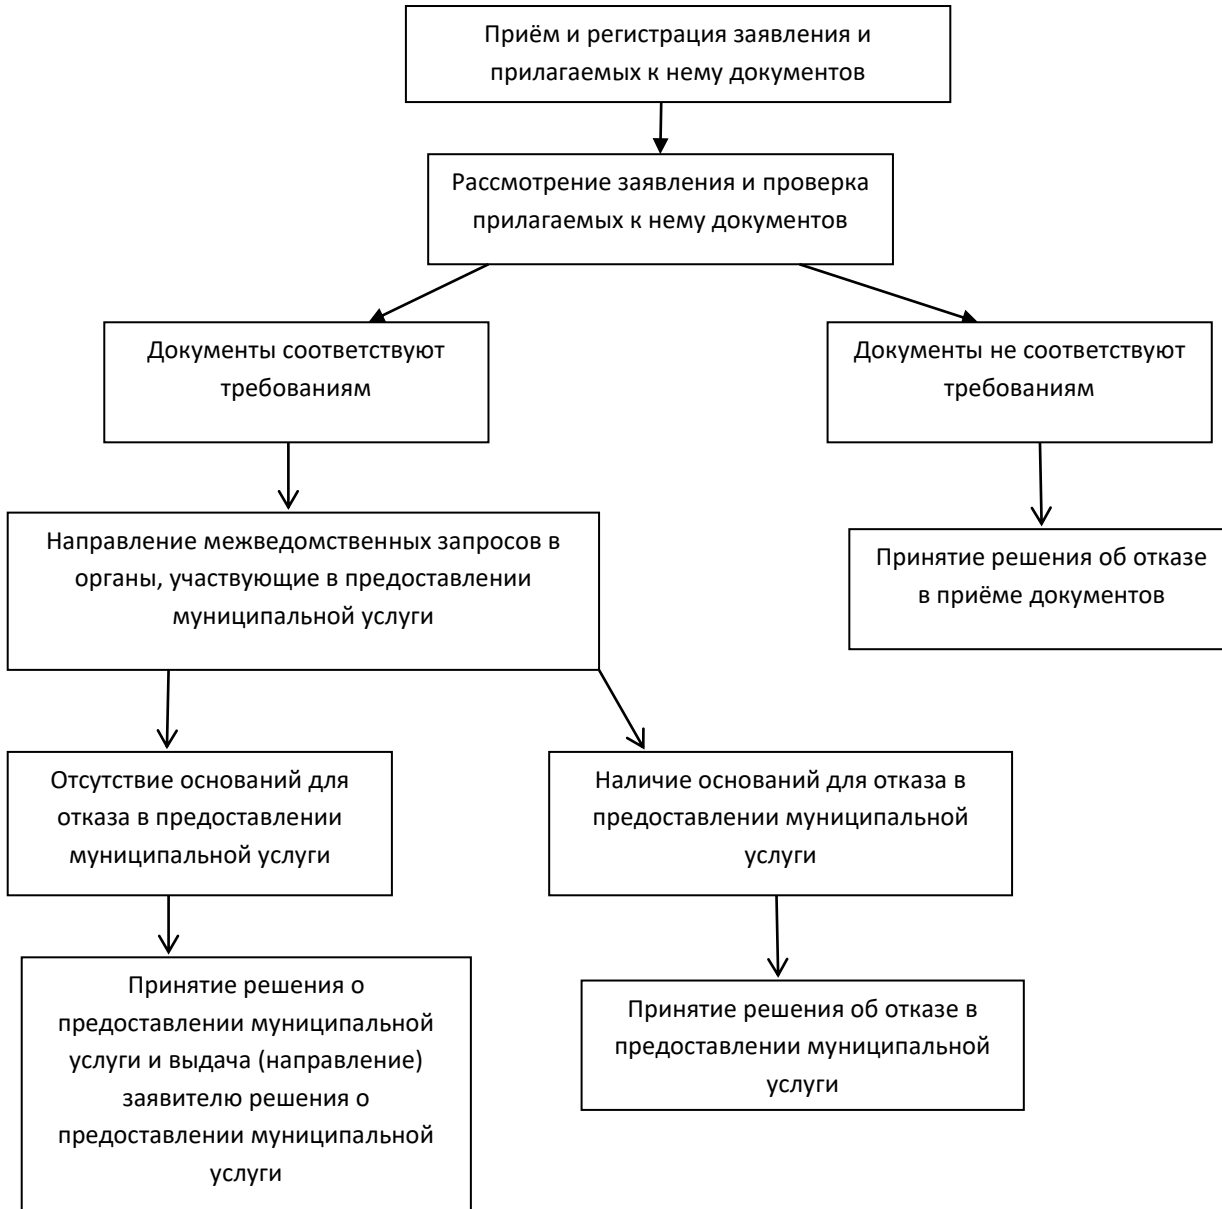 Приём и регистрация заявления и
прилагаемых к нему документов
Рассмотрение заявления и проверка
прилагаемых к нему документов
Документы соответствуют
требованиям
Документы не соответствуют
требованиям
Направление межведомственных запросов в
органы, участвующие в предоставлении
муниципальной услуги
Принятие решения об отказе
в приёме документов
Отсутствие оснований для
отказа в предоставлении
муниципальной услуги
Наличие оснований для отказа в
предоставлении муниципальной
услуги
Принятие решения о
предоставлении муниципальной
услуги и выдача (направление)
заявителю решения о
предоставлении муниципальной
услуги
Принятие решения об отказе в
предоставлении муниципальной
услуги